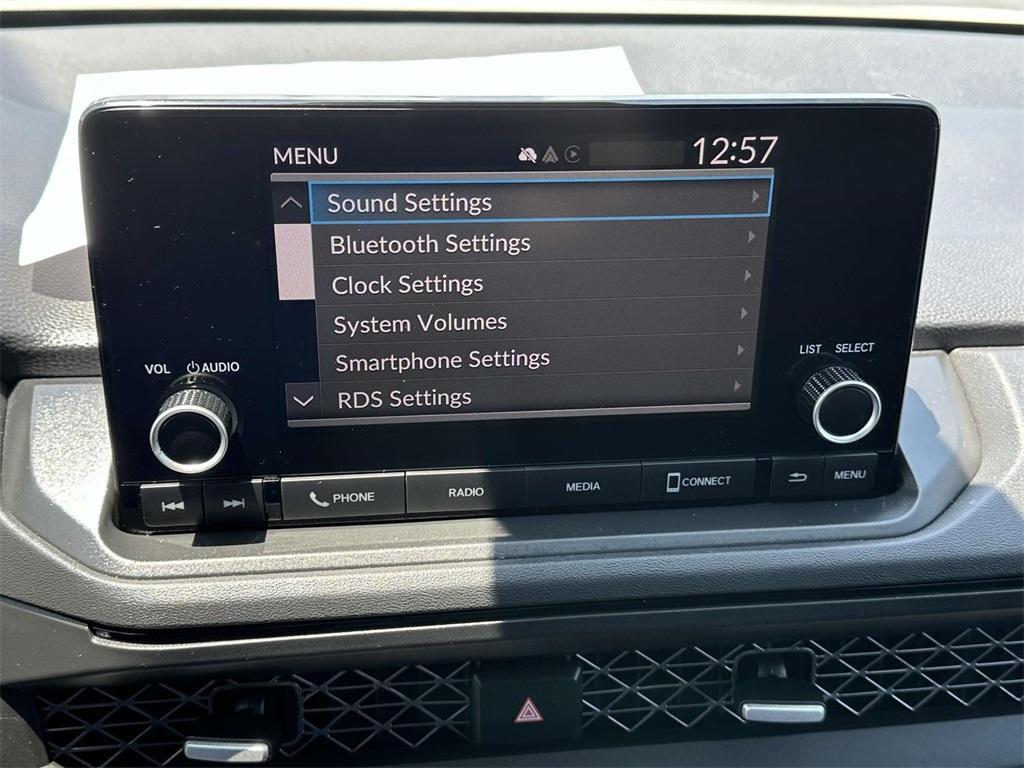 MENU 12:57
Sound Settings
Bluetooth Settings
Clock Settings
System Volumes
Smartphone Settings
RDS Settings
VOL AUDIO
LIST SELECT
PHONE RADIO MEDIA CONNECT MENU